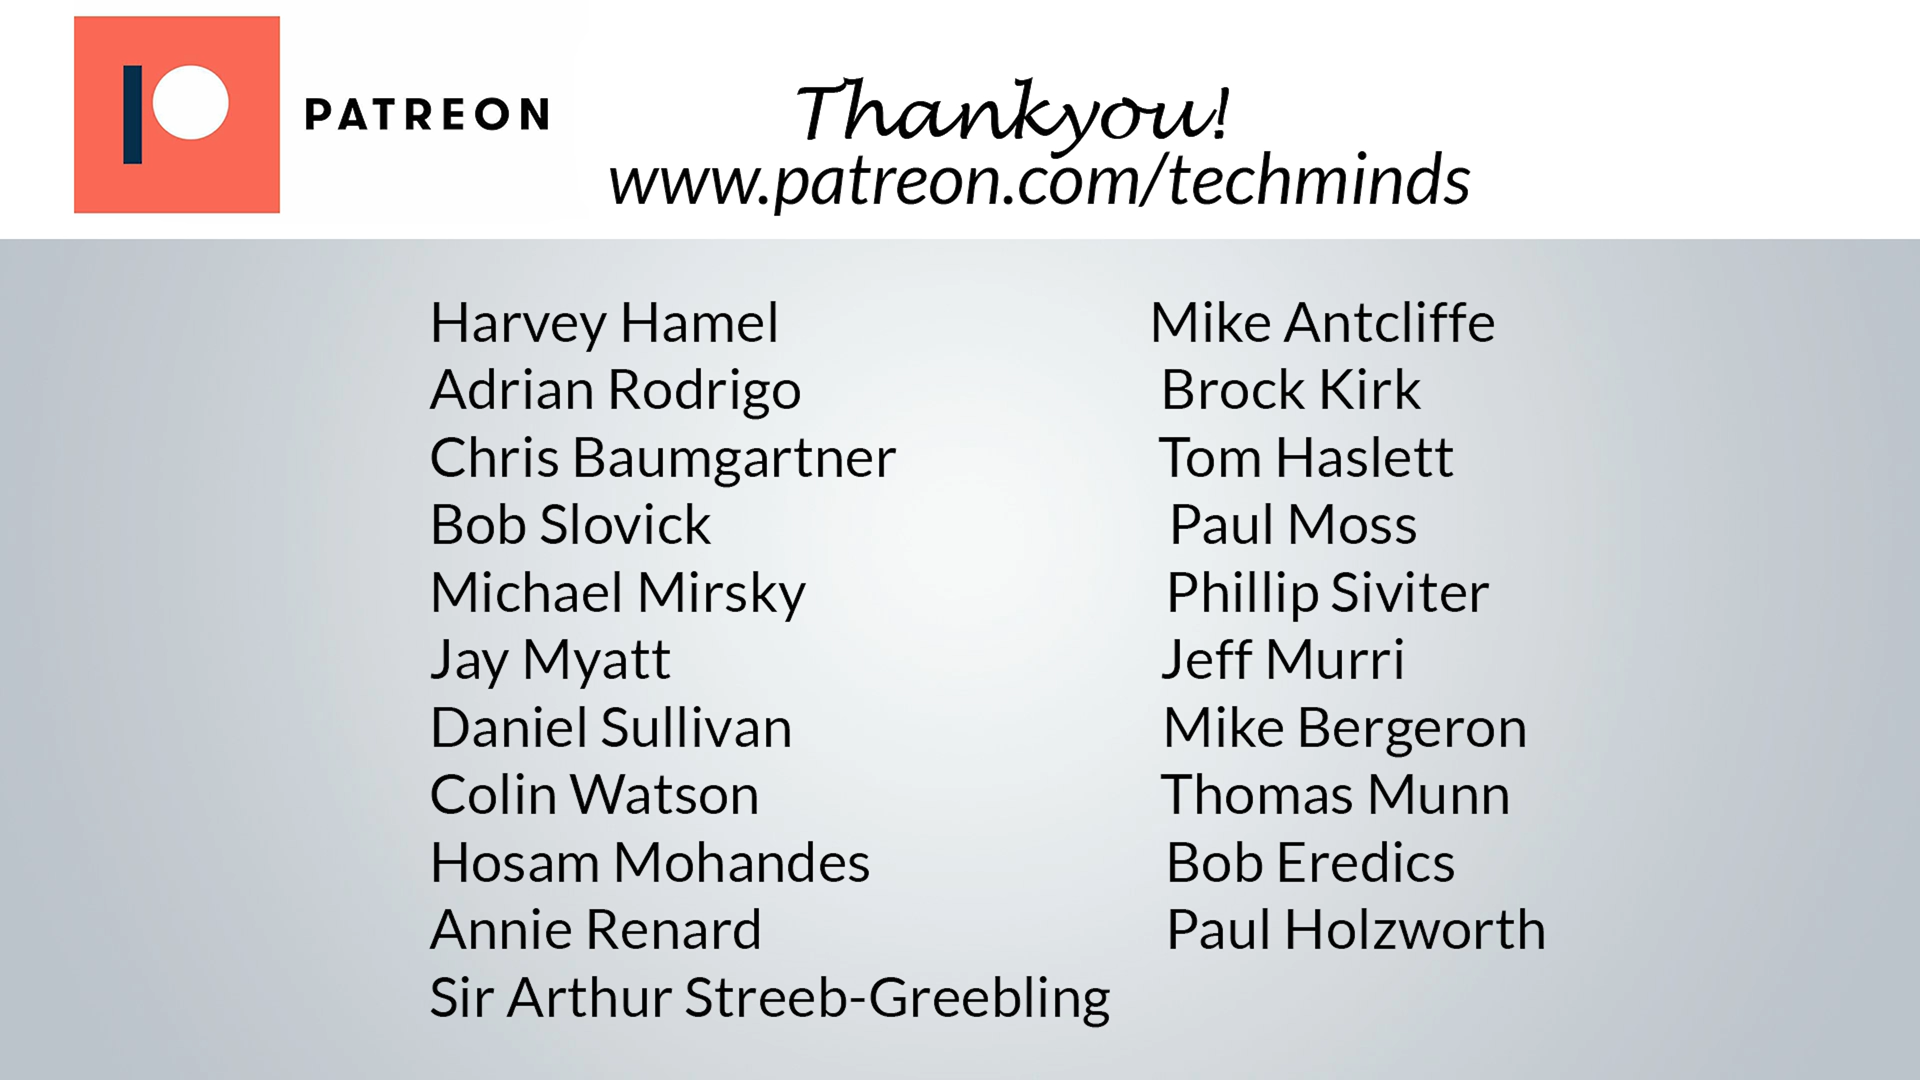 PATREON
Thankyou!
www.patreon.com/techminds
Harvey Hamel
Adrian Rodrigo
Chris Baumgartner
Bob Slovick
Michael Mirsky
Jay Myatt
Daniel Sullivan
Colin Watson
Hosam Mohandes
Annie Renard
Sir Arthur Streeb-Greebling
Mike Antcliffe
Brock Kirk
Tom Haslett
Paul Moss
Phillip Siviter
Jeff Murri
Mike Bergeron
Thomas Munn
Bob Eredics
Paul Holzworth